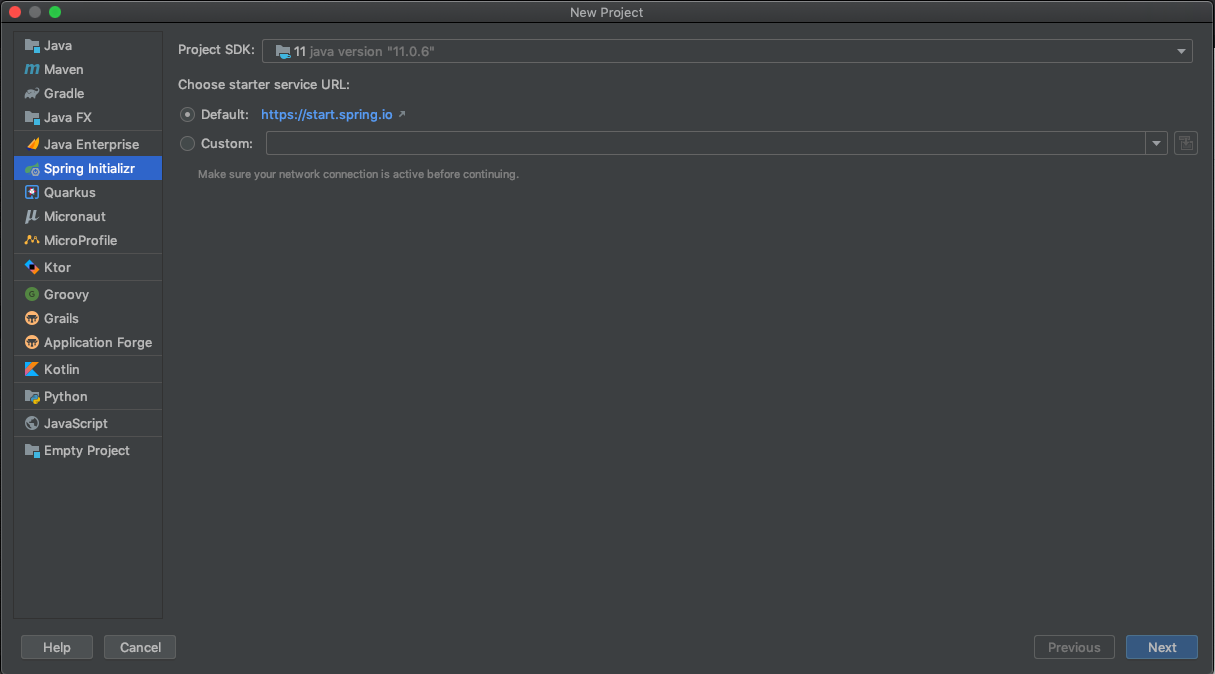 New Project
Java
Maven
Gradle
Java FX
Java Enterprise
Spring Initializr
Quarkus
Micronaut
MicroProfile
Ktor
Groovy
Grails
Application Forge
Kotlin
Python
JavaScript
Empty Project
Project SDK: 11 java version "11.0.6"
Choose starter service URL:
Default: https://start.spring.io ↗
Custom:
Make sure your network connection is active before continuing.
Help Cancel Previous Next